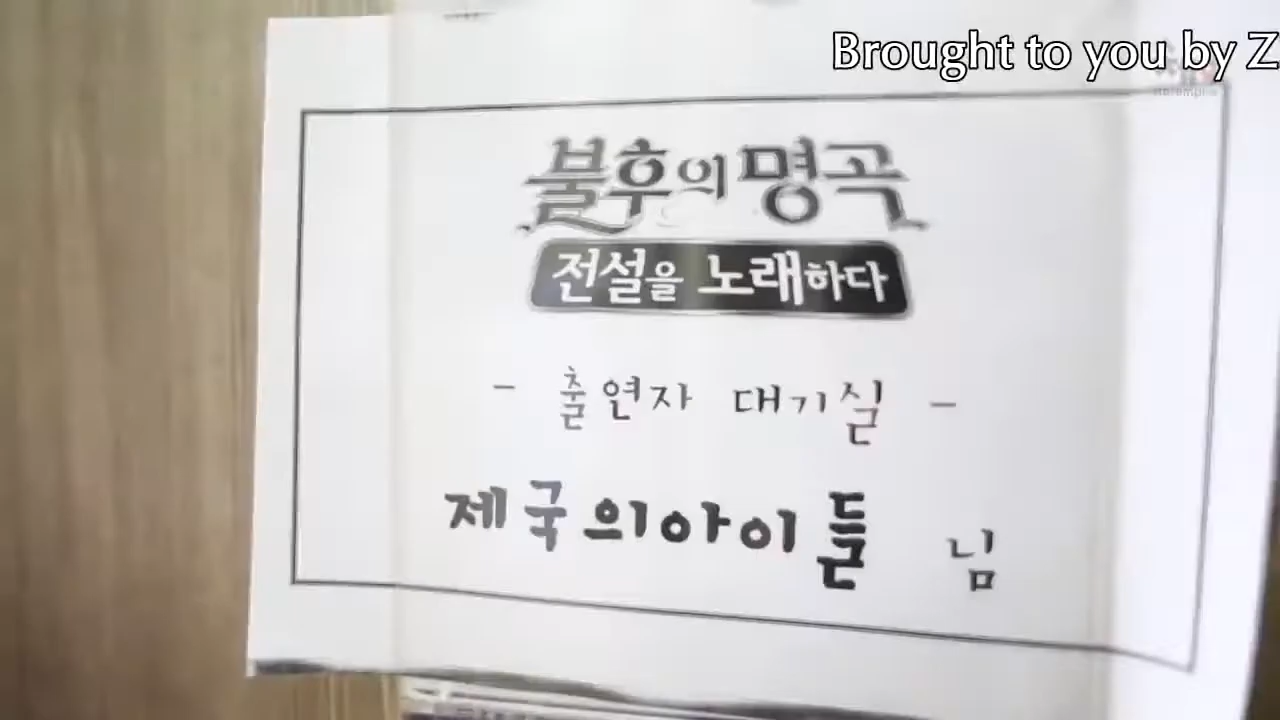 Brought to you by Z
불후의 명곡
전설을 노래하다
- 출연자 대기실 -
제국의아이들 님